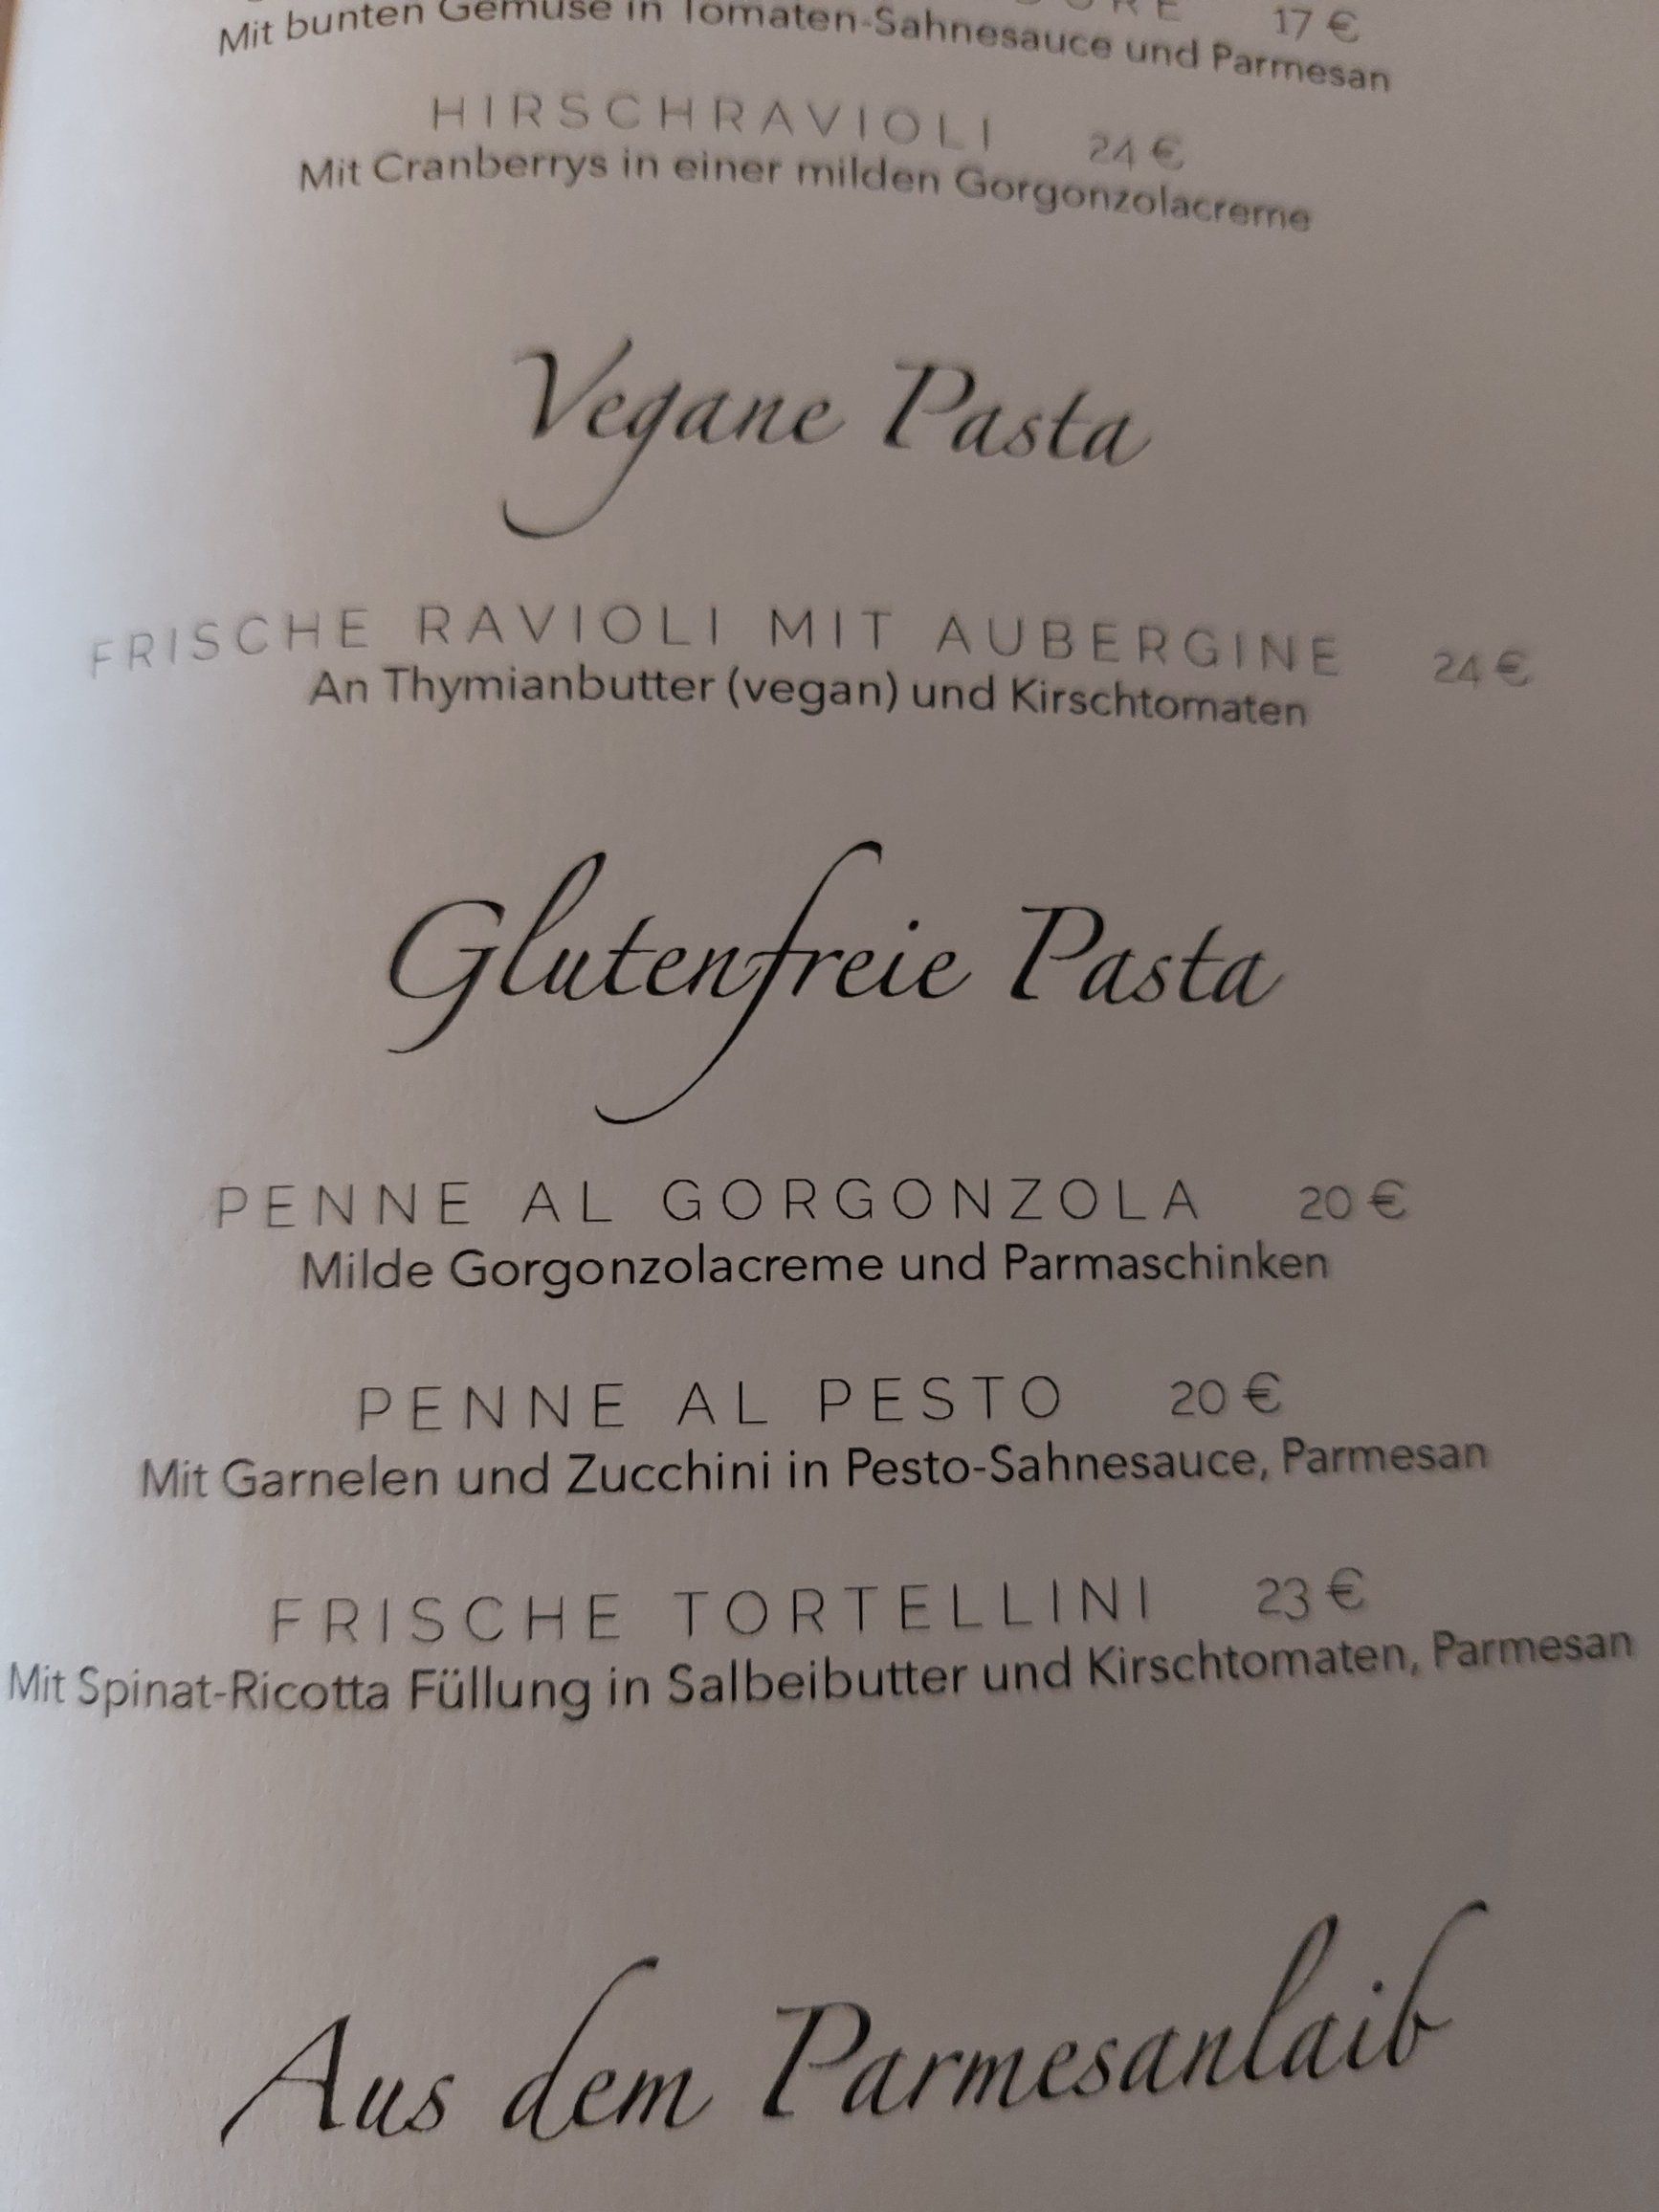 17 €
Mit bunten Gemüse in Tomaten-Sahnesauce und Parmesan
HIRSCHRAVIOLI 24 €
Mit Cranberrys in einer milden Gorgonzolacreme
Vegane Pasta
FRISCHE RAVIOLI MIT AUBERGINE 24 €
An Thymianbutter (vegan) und Kirschtomaten
Glutenfreie Pasta
PENNE AL GORGONZOLA 20 €
Milde Gorgonzolacreme und Parmaschinken
PENNE AL PESTO 20 €
Mit Garnelen und Zucchini in Pesto-Sahnesauce, Parmesan
FRISCHE TORTELLINI 23 €
Mit Spinat-Ricotta Füllung in Salbeibutter und Kirschtomaten, Parmesan
Aus dem Parmesanlaib